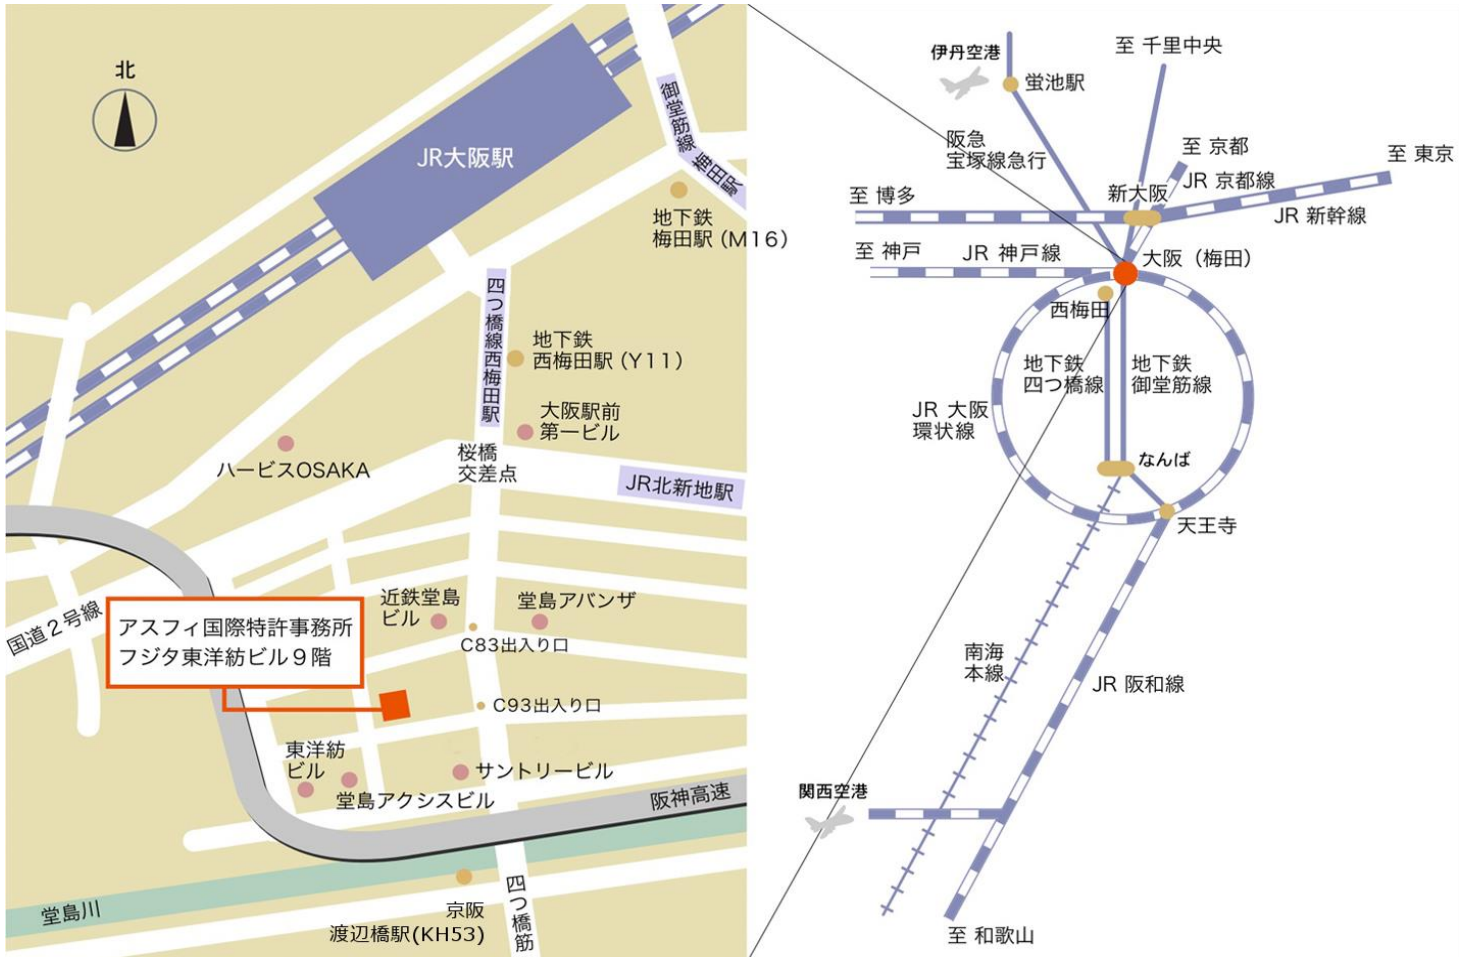 北
JR大阪駅
御堂筋線
梅田駅
地下鉄
梅田駅(M16)
四つ橋線西梅田駅
地下鉄
西梅田駅(Y11)
大阪駅前
第一ビル
ハービスOSAKA
桜橋
交差点
JR北新地駅
国道2号線
アスフィ国際特許事務所
フジタ東洋紡ビル9階
近鉄堂島
ビル
堂島アバンザ
C83出入り口
C93出入り口
東洋紡
ビル
堂島アクシスビル
サントリービル
阪神高速
堂島川
京阪
渡辺橋駅(KH53)
四つ橋筋
伊丹空港
蛍池駅
至 千里中央
阪急
宝塚線急行
至 京都
JR 京都線
至 東京
新大阪
JR 新幹線
至 博多
至 神戸
JR 神戸線
大阪(梅田)
西梅田
地下鉄
四つ橋線
地下鉄
御堂筋線
JR 大阪
環状線
なんば
天王寺
南海
本線
JR 阪和線
関西空港
至 和歌山